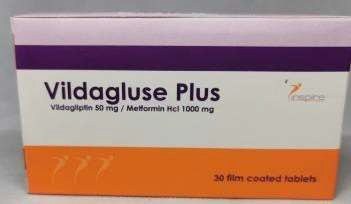 Vildagluse Plus
Vildagliptin 50 mg / Metformin Hcl 1000 mg
inspire
30 film coated tablets